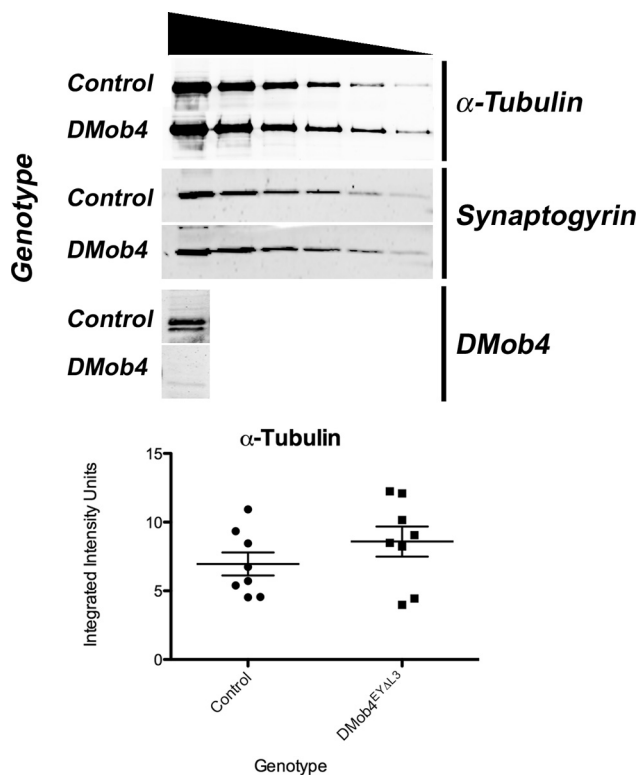 Control
DMob4
α-Tubulin
Control
DMob4
Synaptogyrin
Control
DMob4
DMob4
Genotype
α-Tubulin
Integrated Intensity Units
15
10
5
0
Control
DMob4EYΔL3
Genotype